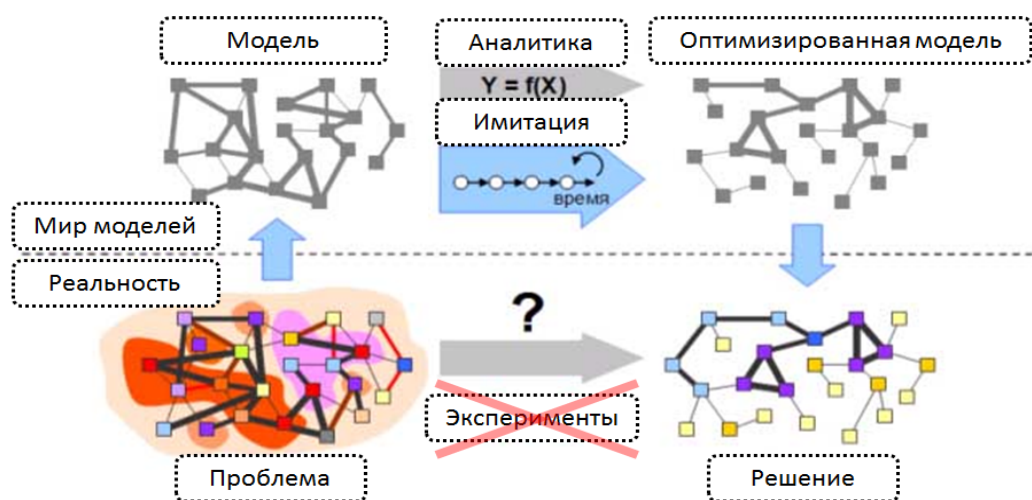 Модель
Аналитика
Оптимизированная модель
Y = f(X)
Имитация
время
Мир моделей
Реальность
?
Эксперименты
Проблема
Решение